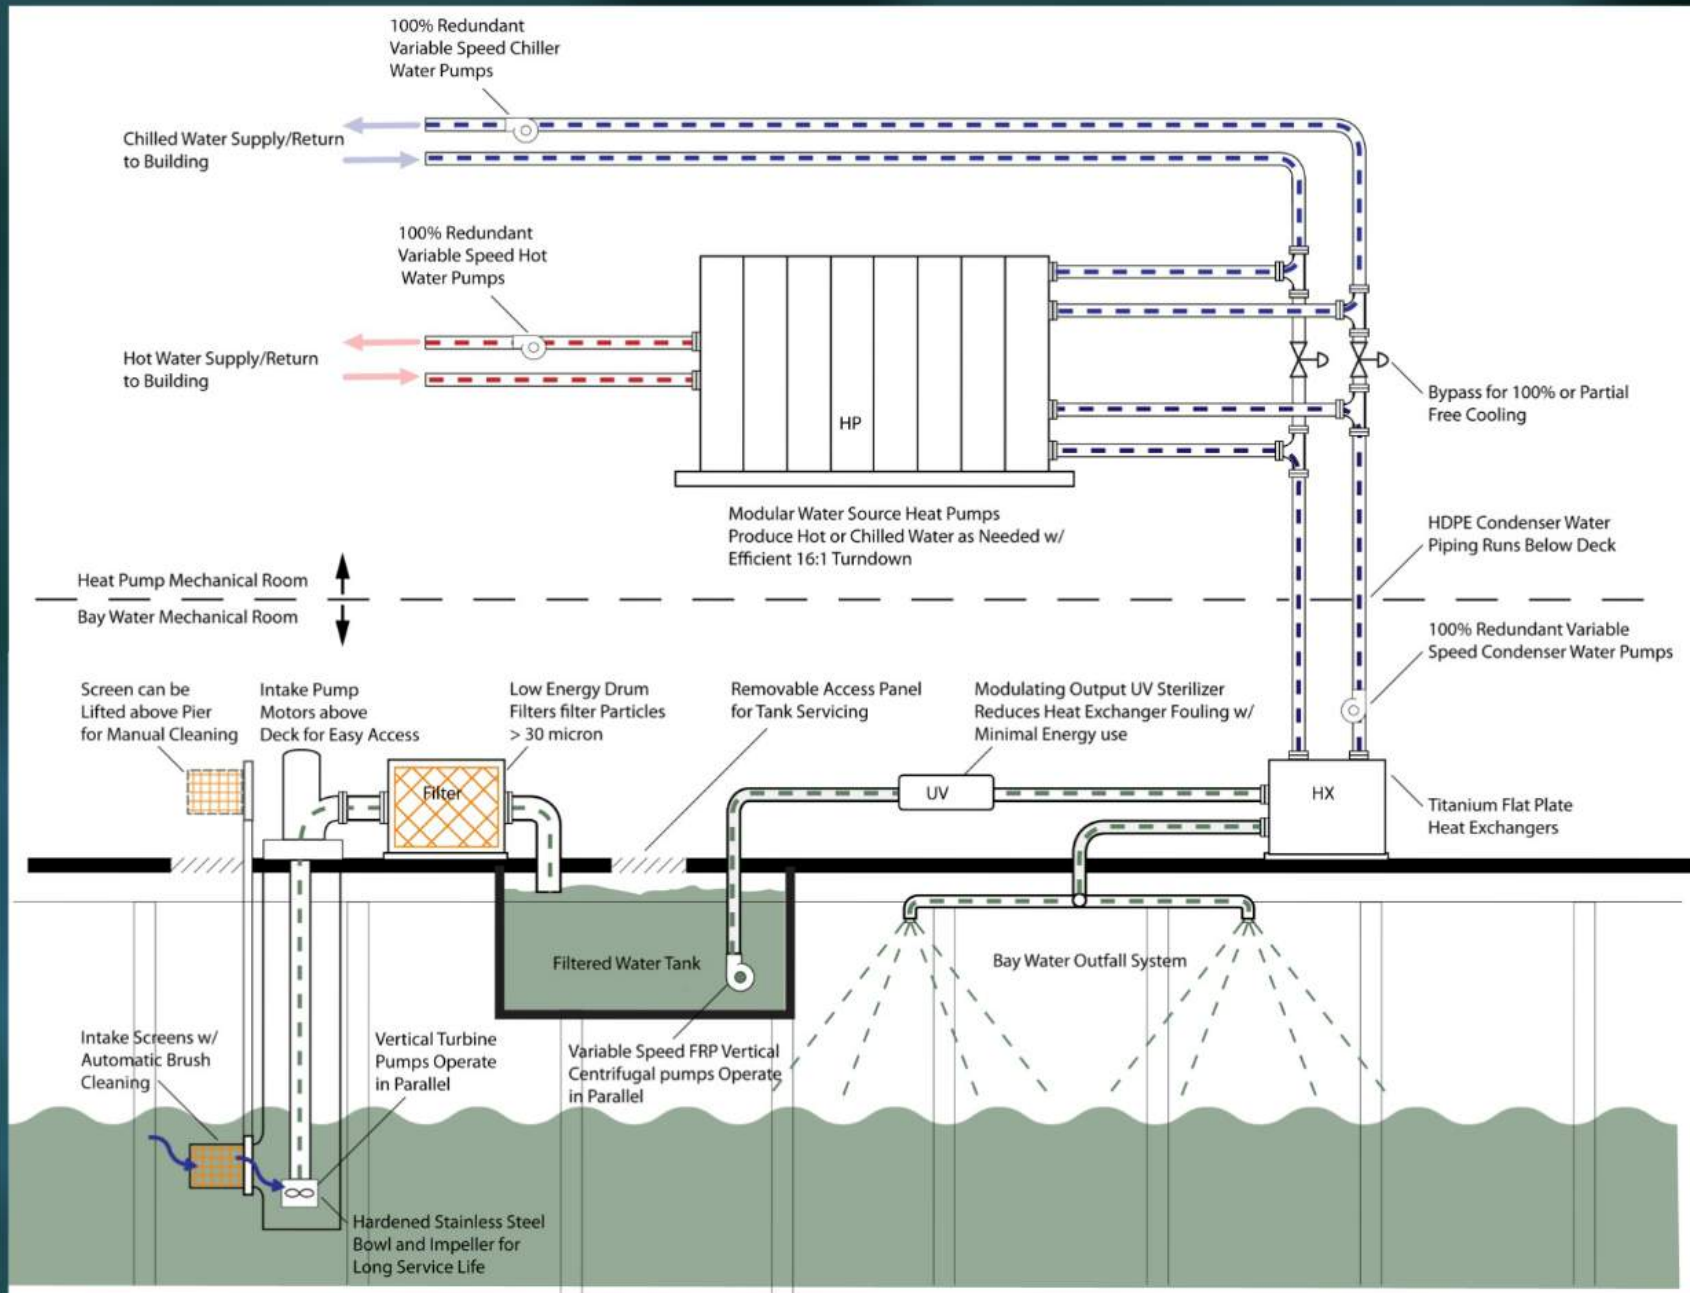 100% Redundant
Variable Speed Chiller
Water Pumps
Chilled Water Supply/Return
to Building
100% Redundant
Variable Speed Hot
Water Pumps
Hot Water Supply/Return
to Building
HP
Bypass for 100% or Partial
Free Cooling
Modular Water Source Heat Pumps
Produce Hot or Chilled Water as Needed w/
Efficient 16:1 Turndown
HDPE Condenser Water
Piping Runs Below Deck
Heat Pump Mechanical Room
Bay Water Mechanical Room
100% Redundant Variable
Speed Condenser Water Pumps
Screen can be
Lifted above Pier
for Manual Cleaning
Intake Pump
Motors above
Deck for Easy Access
Low Energy Drum
Filters filter Particles
> 30 micron
Removable Access Panel
for Tank Servicing
Modulating Output UV Sterilizer
Reduces Heat Exchanger Fouling w/
Minimal Energy use
Filter
UV
HX
Titanium Flat Plate
Heat Exchangers
Filtered Water Tank
Bay Water Outfall System
Intake Screens w/
Automatic Brush
Cleaning
Vertical Turbine
Pumps Operate
in Parallel
Variable Speed FRP Vertical
Centrifugal pumps Operate
in Parallel
Hardened Stainless Steel
Bowl and Impeller for
Long Service Life